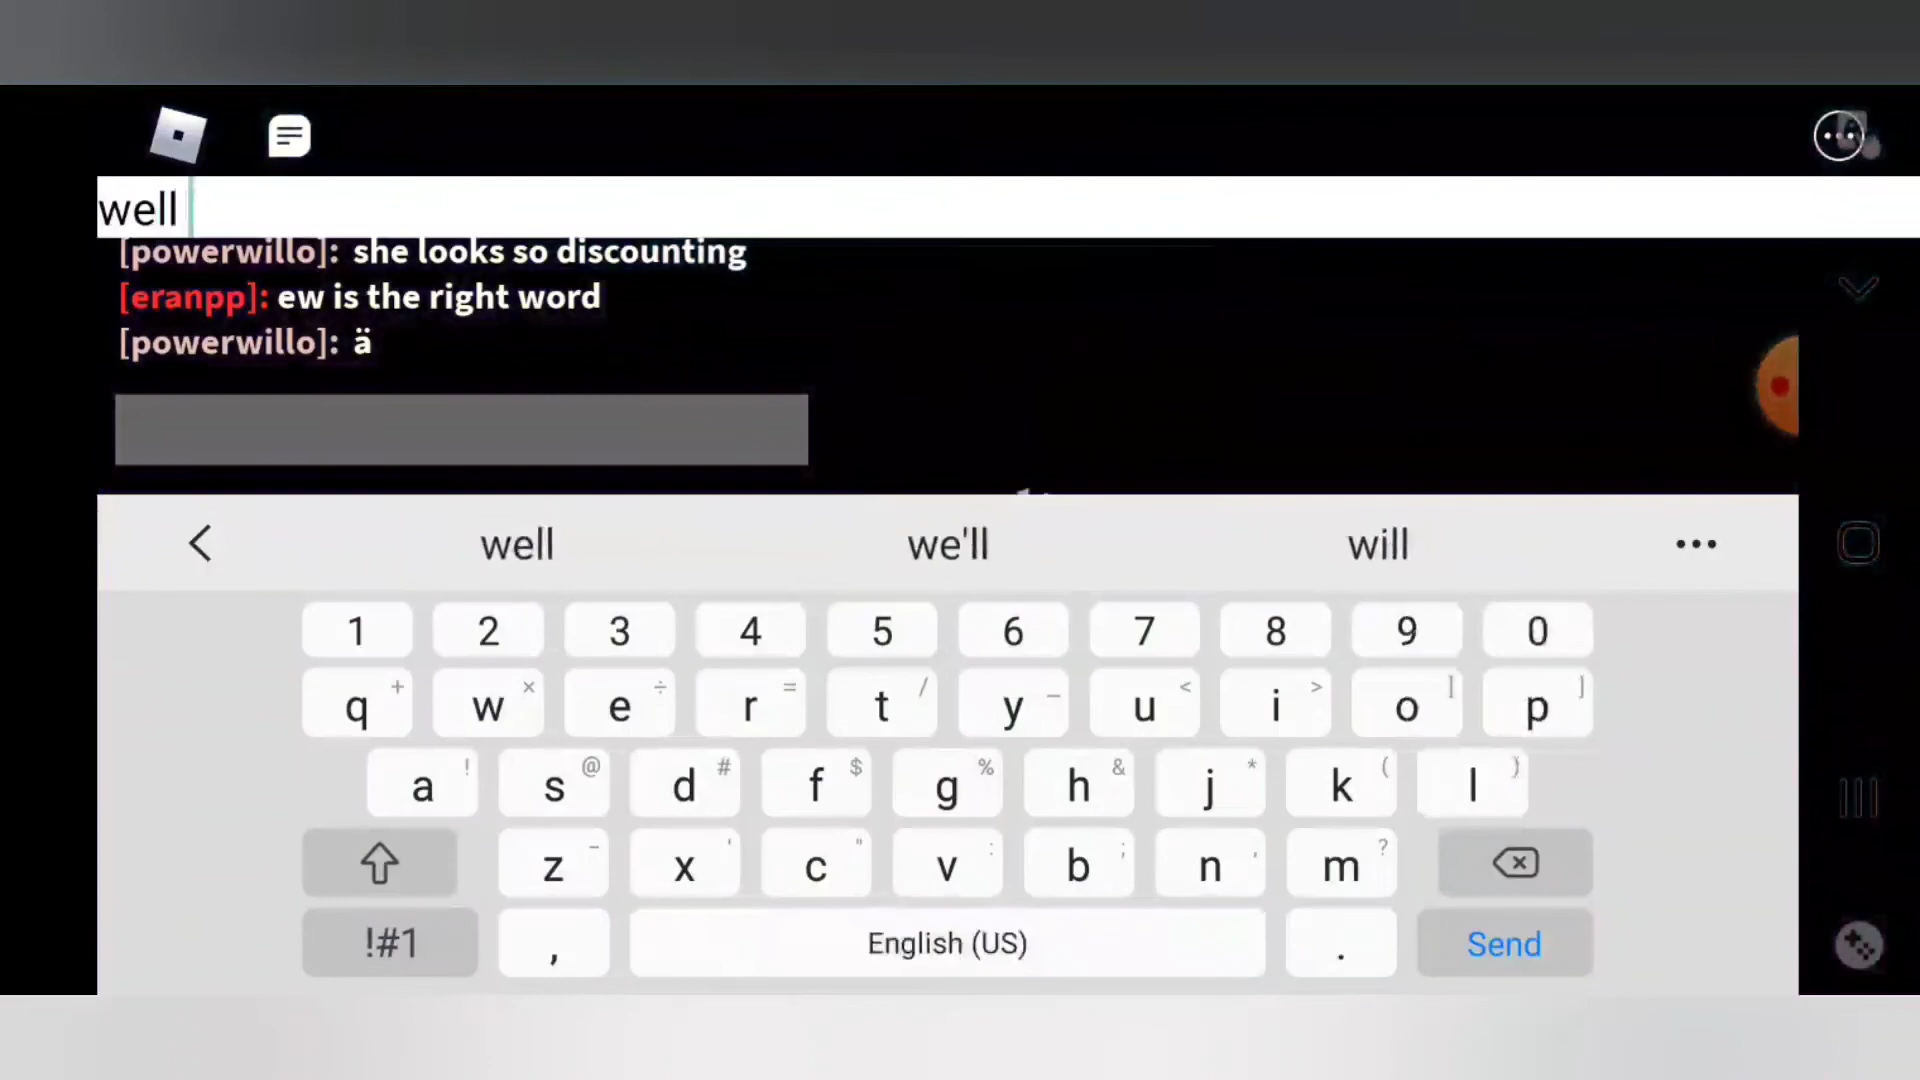 well
[powerwillo]: she looks so discounting
[eranpp]: ew is the right word
[powerwillo]: ä
well we'll will
1 2 3 4 5 6 7 8 9 0
q + w × e ÷ r = t / y _ u < i > o [ p ]
a ! s @ d # f $ g % h & j * k ( l )
z - x ' c " v : b ; n , m ?
!#1 , English (US) . Send